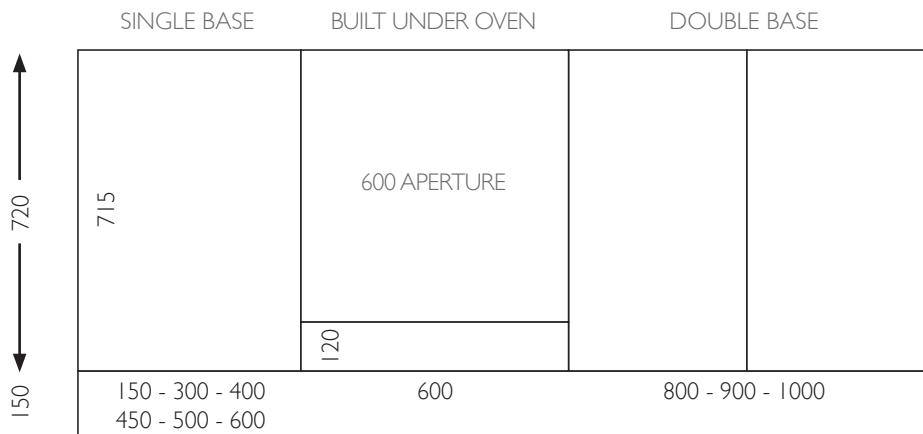 SINGLE BASE
BUILT UNDER OVEN
DOUBLE BASE
720
715
600 APERTURE
120
150
150 - 300 - 400
450 - 500 - 600
600
800 - 900 - 1000